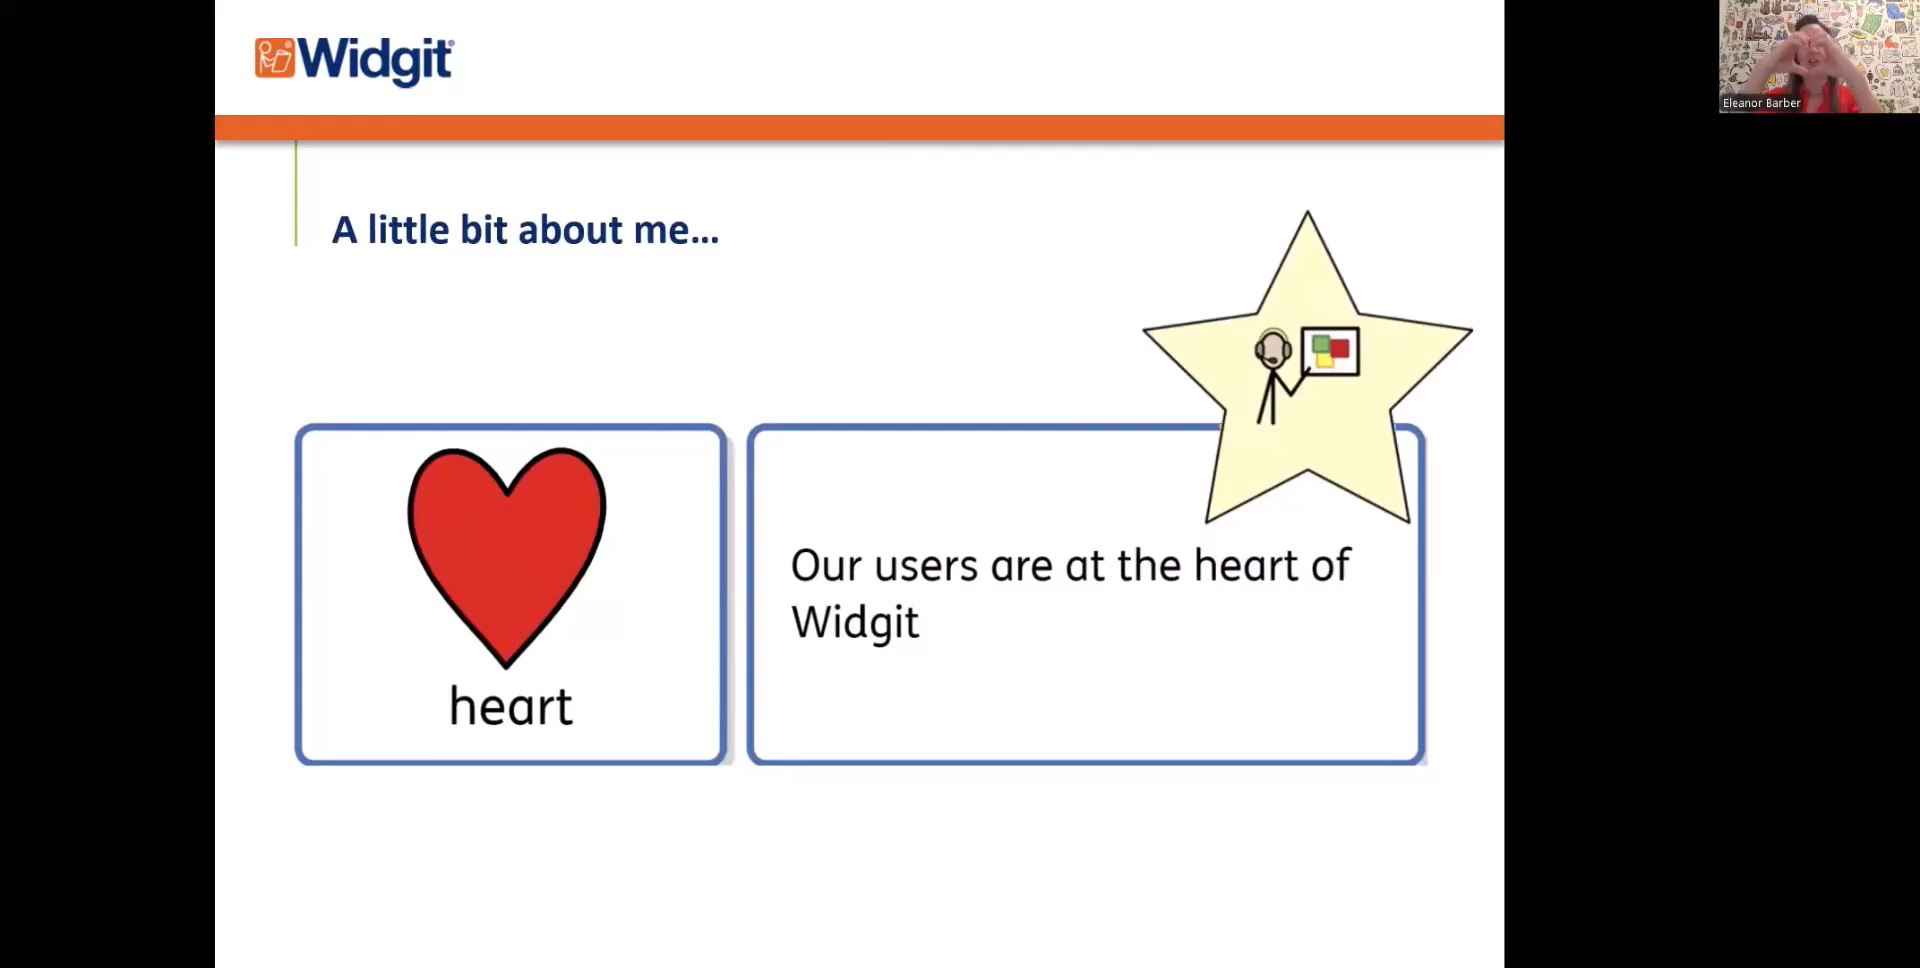 Widgit
Eleanor Barber
A little bit about me...
heart
Our users are at the heart of
Widgit